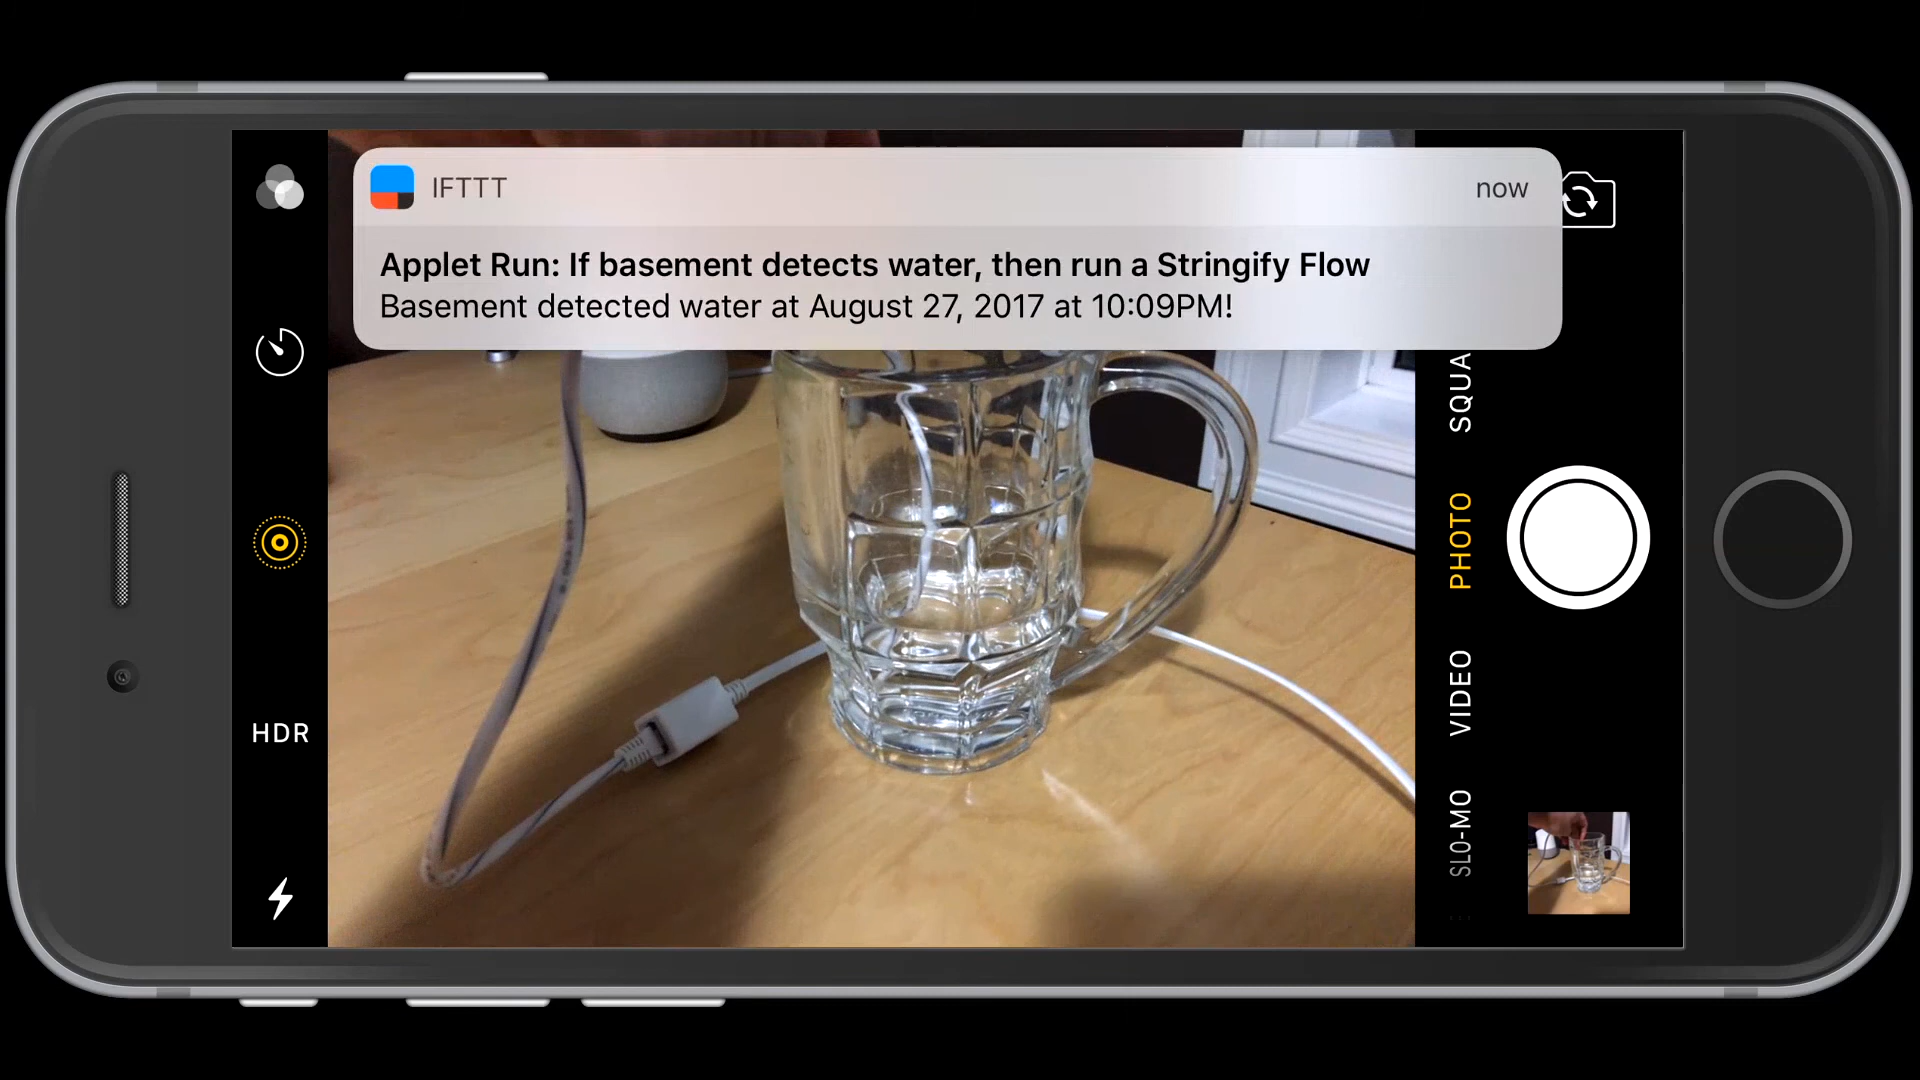 IFTTT
now
Applet Run: If basement detects water, then run a Stringify Flow
Basement detected water at August 27, 2017 at 10:09PM!
HDR
SQUA
PHOTO
VIDEO
SLO-MO